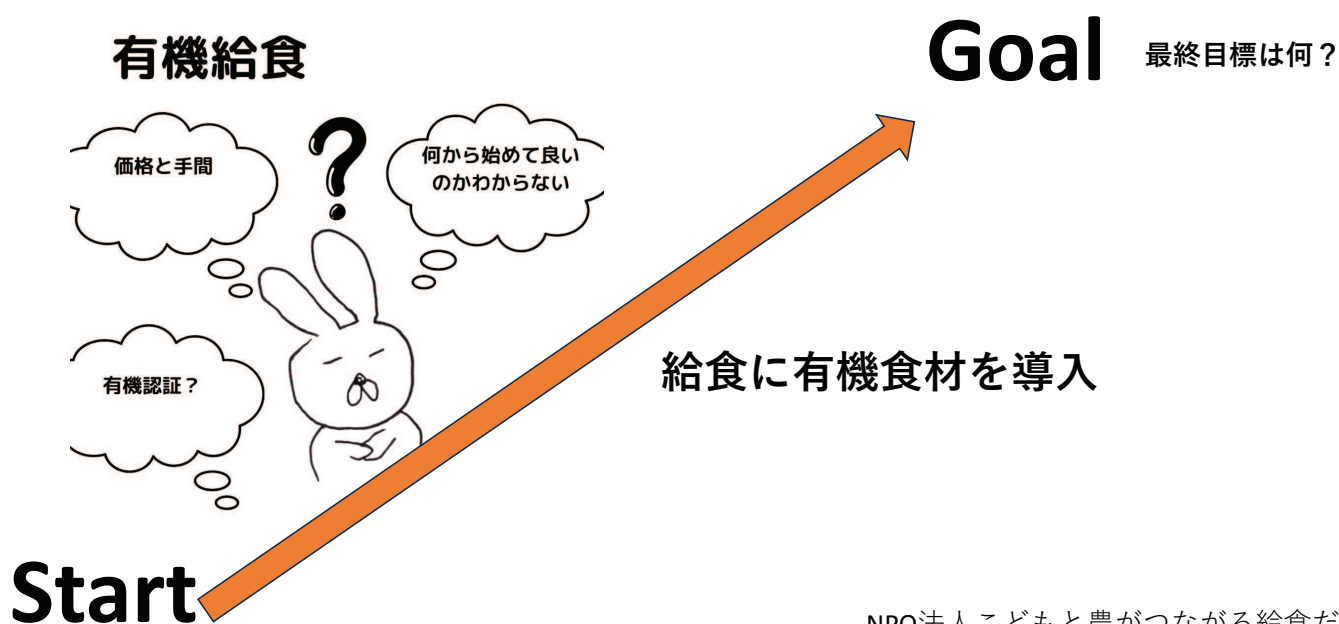 有機給食
Goal
最終目標は何？
価格と手間
何から始めて良い
のかわからない
有機認証？
給食に有機食材を導入
Start
NPO法人こどもと農がつながる給食だ